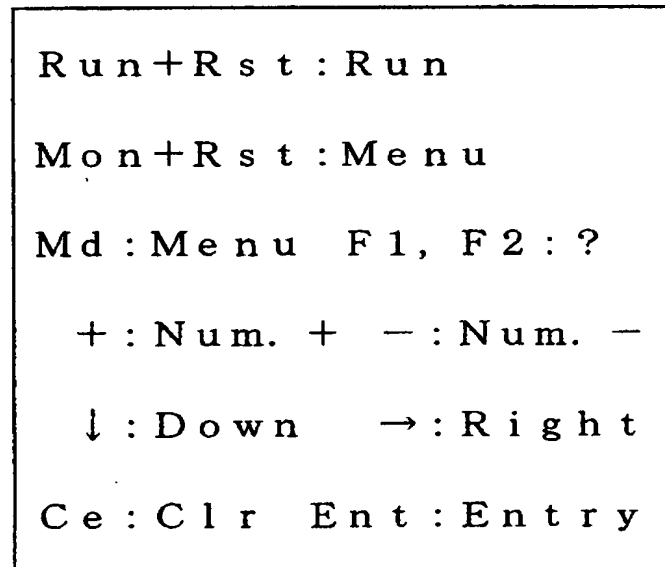 Run+Rst:Run
Mon+Rst:Menu
Md:Menu F1, F2:?
+:Num. + −:Num. −
↓:Down →:Right
Ce:Clr Ent:Entry